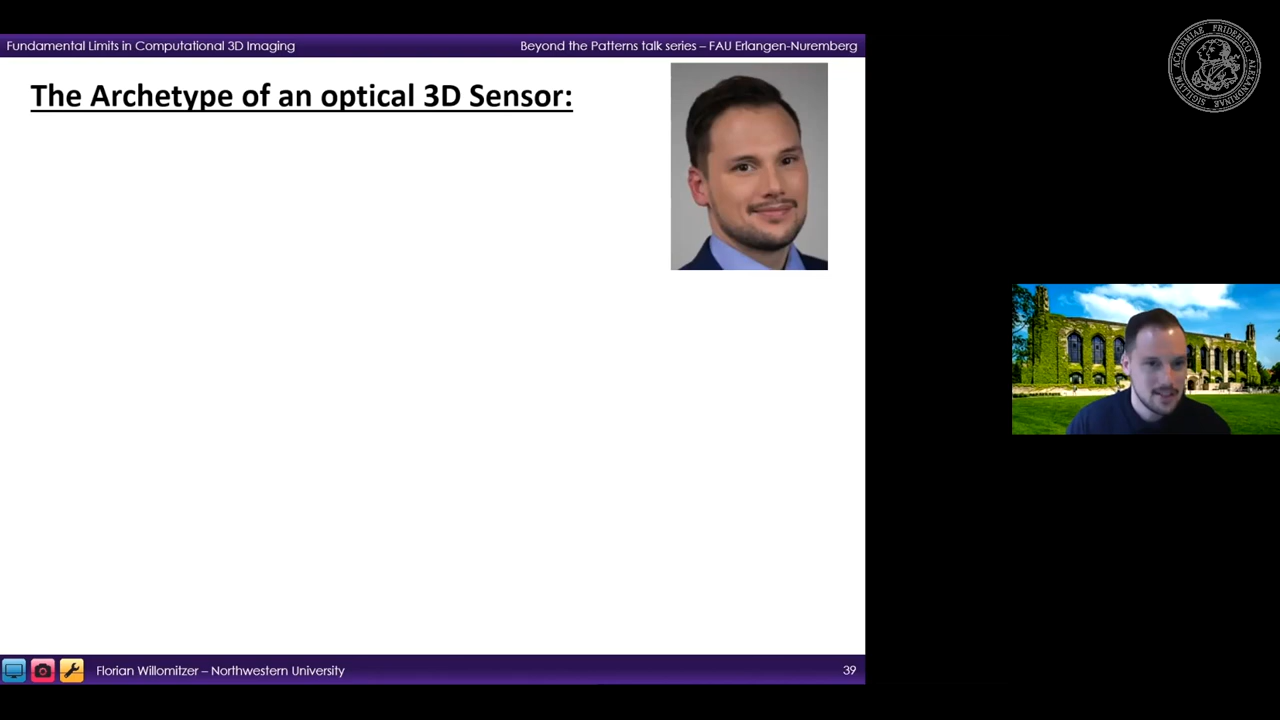 Fundamental Limits in Computational 3D Imaging
Beyond the Patterns talk series – FAU Erlangen-Nuremberg
The Archetype of an optical 3D Sensor:
Florian Willomitzer – Northwestern University
39